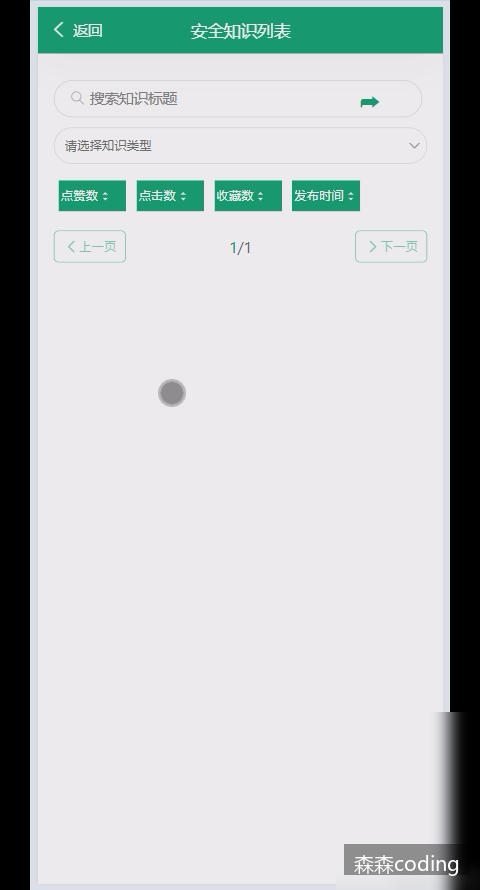 返回 安全知识列表
搜索知识标题
请选择知识类型
点赞数 点击数 收藏数 发布时间
上一页 1/1 下一页
森森coding